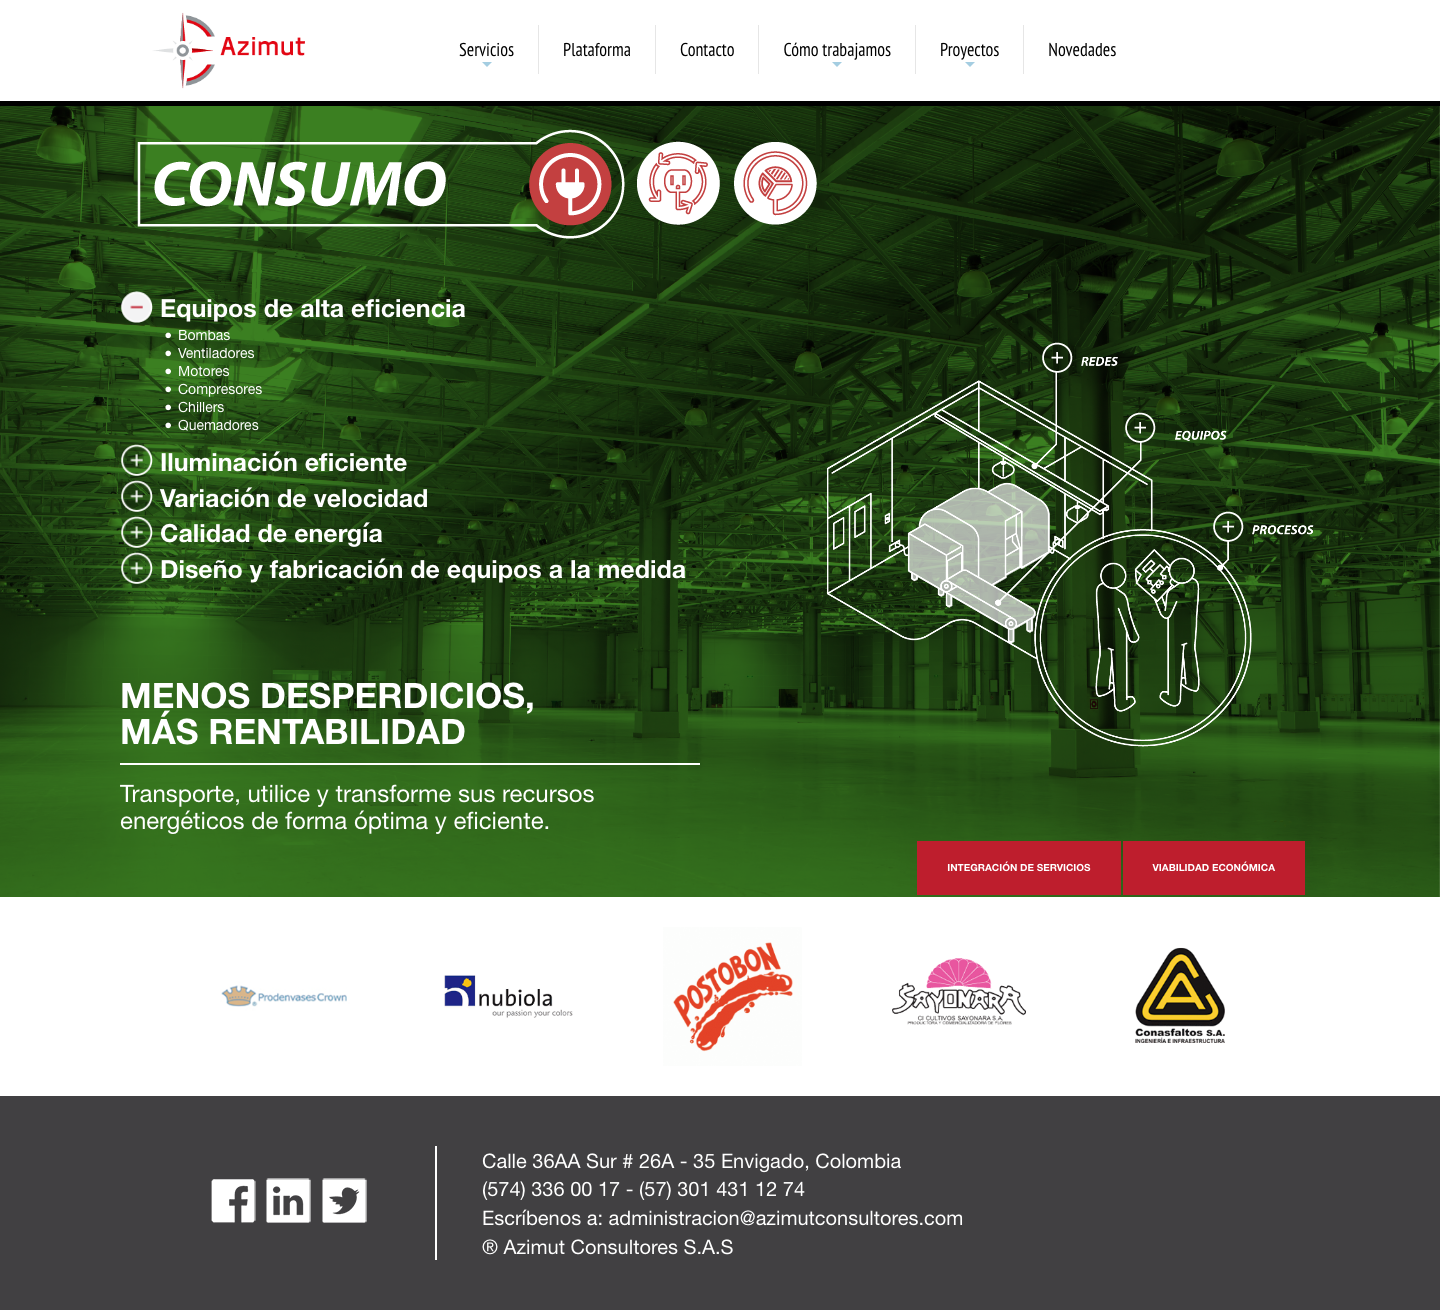 Azimut
Servicios
Plataforma
Contacto
Cómo trabajamos
Proyectos
Novedades
CONSUMO
Equipos de alta eficiencia
• Bombas
• Ventiladores
• Motores
• Compresores
• Chillers
• Quemadores
Iluminación eficiente
Variación de velocidad
Calidad de energía
Diseño y fabricación de equipos a la medida
REDES
EQUIPOS
PROCESOS
MENOS DESPERDICIOS,
MÁS RENTABILIDAD
Transporte, utilice y transforme sus recursos
energéticos de forma óptima y eficiente.
INTEGRACIÓN DE SERVICIOS
VIABILIDAD ECONÓMICA
Prodenvases Crown
nubiola
our passion your colors
POSTOBON
SAYONARA
CI CULTIVOS SAYONARA S.A.
PRODUCTORA Y COMERCIALIZADORA DE FLORES
Conasfaltos S.A.
INGENIERÍA E INFRAESTRUCTURA
Calle 36AA Sur # 26A - 35 Envigado, Colombia
(574) 336 00 17 - (57) 301 431 12 74
Escríbenos a: administracion@azimutconsultores.com
® Azimut Consultores S.A.S